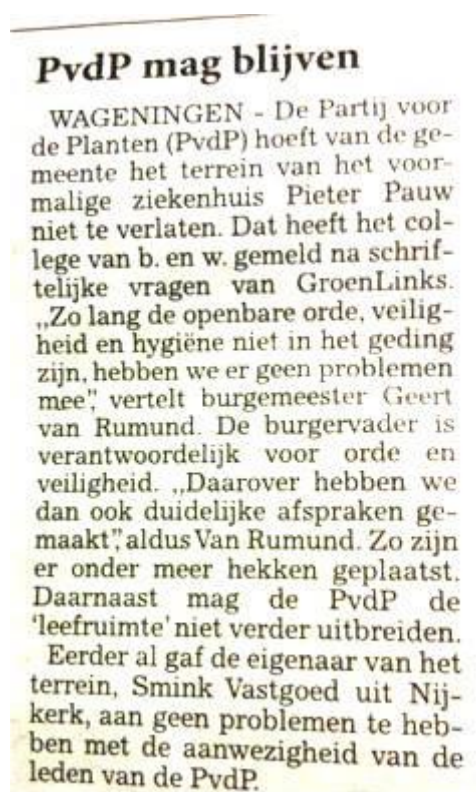 PvdP mag blijven
WAGENINGEN - De Partij voor
de Planten (PvdP) hoeft van de ge-
meente het terrein van het voor-
malige ziekenhuis Pieter Pauw
niet te verlaten. Dat heeft het col-
lege van b. en w. gemeld na schrif-
telijke vragen van GroenLinks.
„Zo lang de openbare orde, veilig-
heid en hygiëne niet in het geding
zijn, hebben we er geen problemen
mee”, vertelt burgemeester Geert
van Rumund. De burgervader is
verantwoordelijk voor orde en
veiligheid. „Daarover hebben we
dan ook duidelijke afspraken ge-
maakt”, aldus Van Rumund. Zo zijn
er onder meer hekken geplaatst.
Daarnaast mag de PvdP de
‘leefruimte’ niet verder uitbreiden.
Eerder al gaf de eigenaar van het
terrein, Smink Vastgoed uit Nij-
kerk, aan geen problemen te heb-
ben met de aanwezigheid van de
leden van de PvdP.